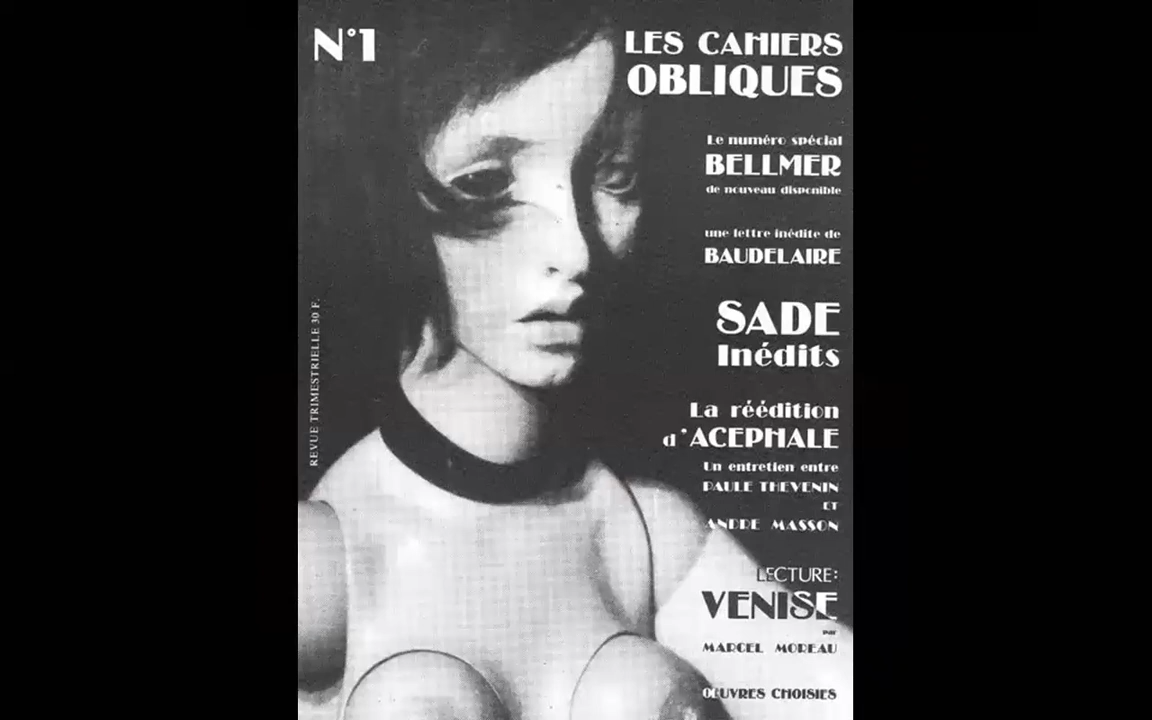 N°1
LES CAHIERS
OBLIQUES
Le numéro spécial
BELLMER
de nouveau disponible
une lettre inédite de
BAUDELAIRE
SADE
Inédits
La réédition
d'ACEPHALE
Un entretien entre
PAULE THEVENIN
ET
ANDRE MASSON
LECTURE:
VENISE
par
MARCEL MOREAU
ŒUVRES CHOISIES
REVUE TRIMESTRIELLE 30 F.